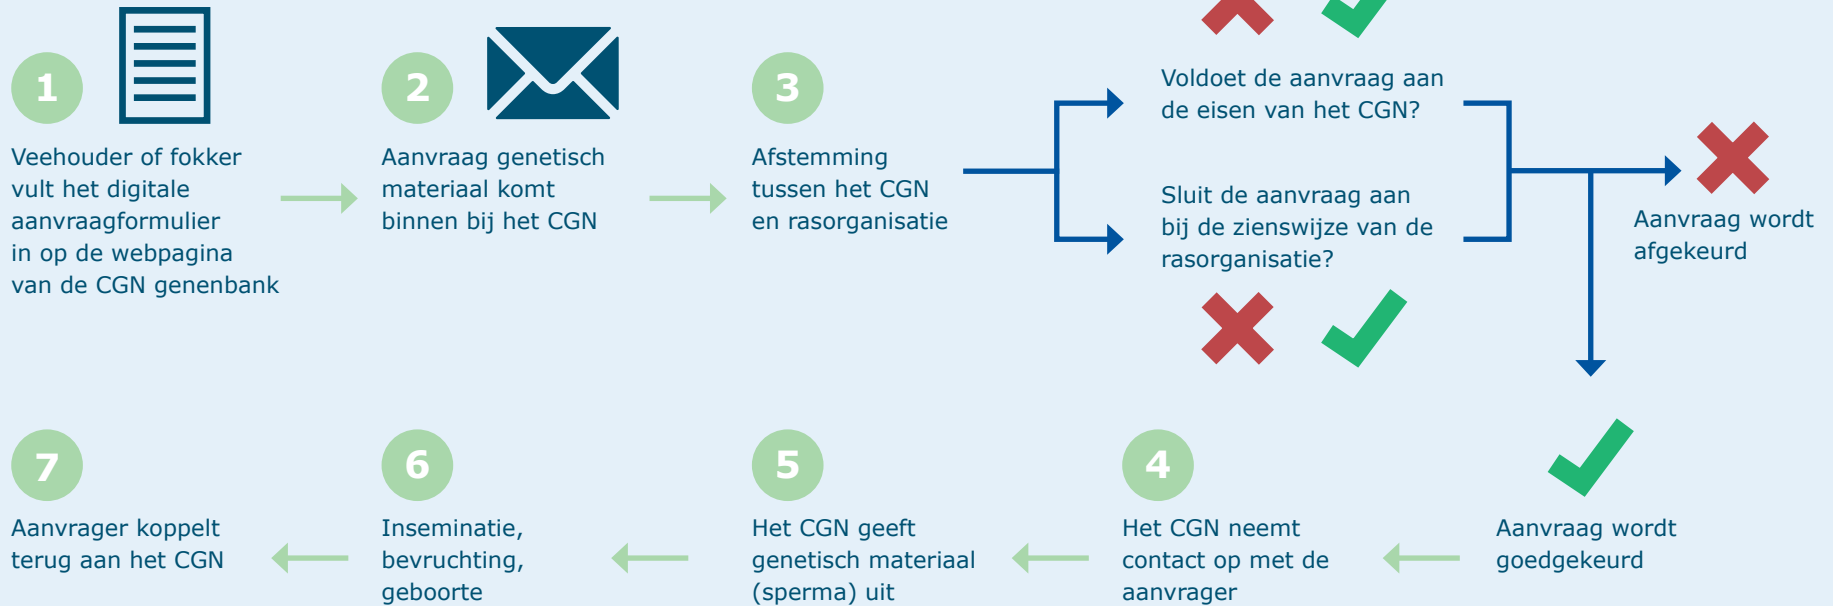 1
Veehouder of fokker
vult het digitale
aanvraagformulier
in op de webpagina
van de CGN genenbank
2
Aanvraag genetisch
materiaal komt
binnen bij het CGN
3
Afstemming
tussen het CGN
en rasorganisatie
Voldoet de aanvraag aan
de eisen van het CGN?
Sluit de aanvraag aan
bij de zienswijze van de
rasorganisatie?
Aanvraag wordt
afgekeurd
Aanvraag wordt
goedgekeurd
4
Het CGN neemt
contact op met de
aanvrager
5
Het CGN geeft
genetisch materiaal
(sperma) uit
6
Inseminatie,
bevruchting,
geboorte
7
Aanvrager koppelt
terug aan het CGN